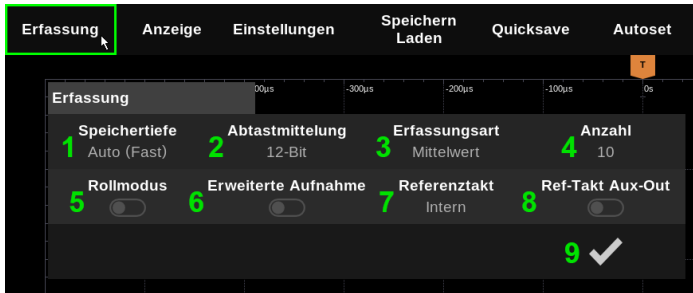 Erfassung Anzeige Einstellungen Speichern Laden Quicksave Autoset
T
00µs -300µs -200µs -100µs 0s
Erfassung
1 Speichertiefe Auto (Fast) 2 Abtastmittelung 12-Bit 3 Erfassungsart Mittelwert 4 Anzahl 10
5 Rollmodus 6 Erweiterte Aufnahme 7 Referenztakt Intern 8 Ref-Takt Aux-Out
9